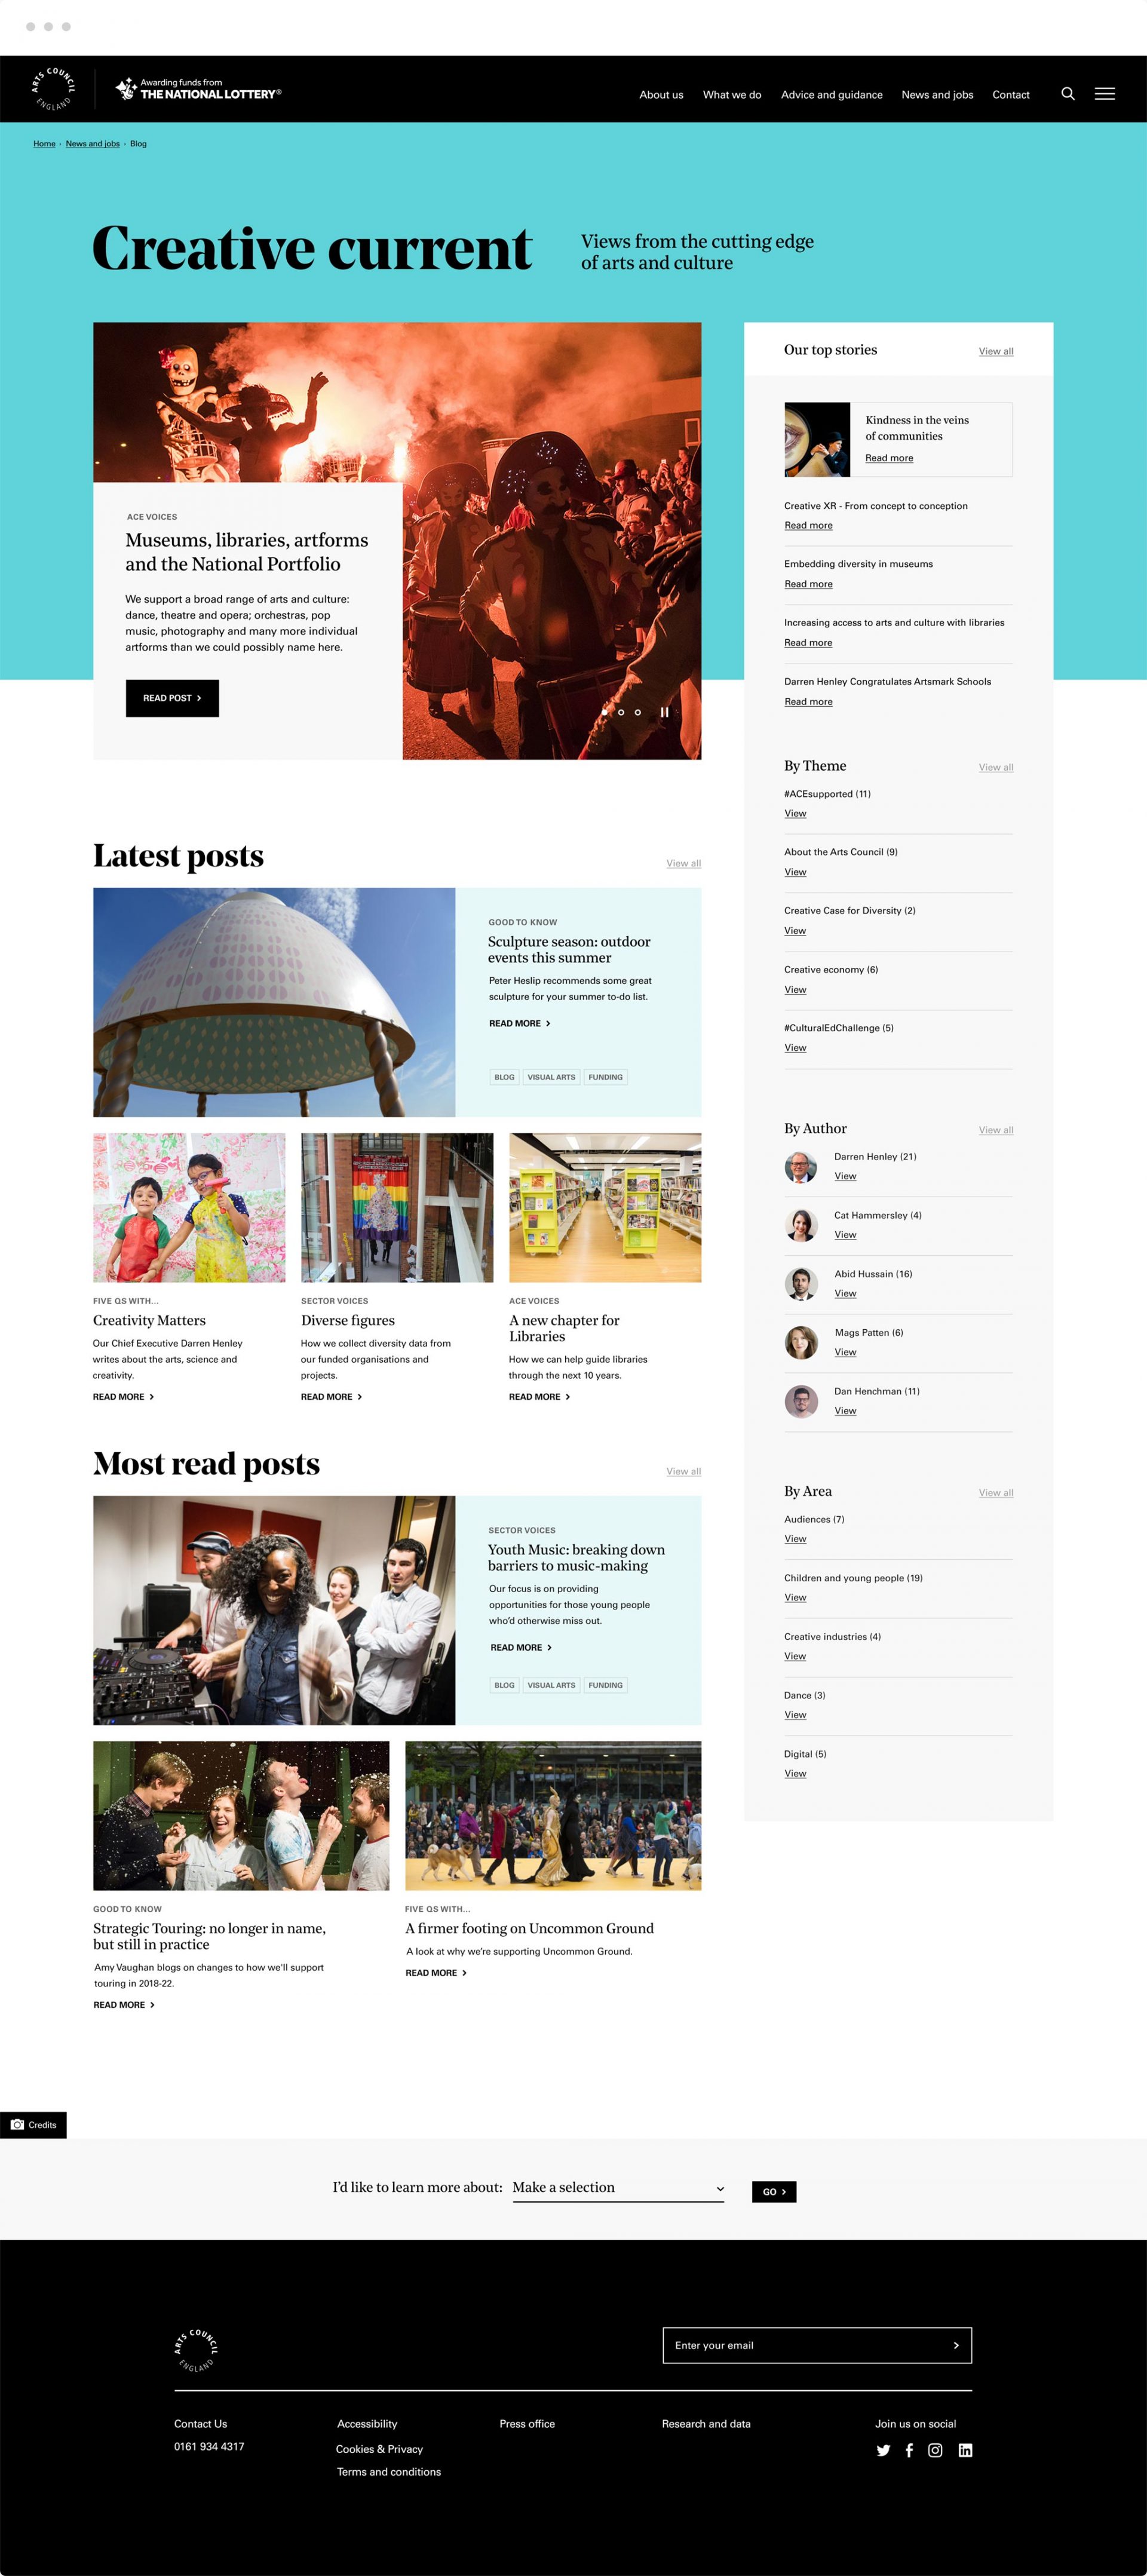 ARTS COUNCIL
ENGLAND
Awarding funds from
THE NATIONAL LOTTERY®
About us
What we do
Advice and guidance
News and jobs
Contact
Home › News and jobs › Blog
Creative current
Views from the cutting edge
of arts and culture
ACE VOICES
Museums, libraries, artforms
and the National Portfolio
We support a broad range of arts and culture:
dance, theatre and opera; orchestras, pop
music, photography and many more individual
artforms than we could possibly name here.
READ POST >
Latest posts
View all
GOOD TO KNOW
Sculpture season: outdoor
events this summer
Peter Heslip recommends some great
sculpture for your summer to-do list.
READ MORE >
BLOG
VISUAL ARTS
FUNDING
FIVE QS WITH...
Creativity Matters
Our Chief Executive Darren Henley
writes about the arts, science and
creativity.
READ MORE >
SECTOR VOICES
Diverse figures
How we collect diversity data from
our funded organisations and
projects.
READ MORE >
ACE VOICES
A new chapter for
Libraries
How we can help guide libraries
through the next 10 years.
READ MORE >
Most read posts
View all
SECTOR VOICES
Youth Music: breaking down
barriers to music-making
Our focus is on providing
opportunities for those young people
who'd otherwise miss out.
READ MORE >
BLOG
VISUAL ARTS
FUNDING
GOOD TO KNOW
Strategic Touring: no longer in name,
but still in practice
Amy Vaughan blogs on changes to how we'll support
touring in 2018-22.
READ MORE >
FIVE QS WITH...
A firmer footing on Uncommon Ground
A look at why we're supporting Uncommon Ground.
READ MORE >
Our top stories
View all
Kindness in the veins
of communities
Read more
Creative XR - From concept to conception
Read more
Embedding diversity in museums
Read more
Increasing access to arts and culture with libraries
Read more
Darren Henley Congratulates Artsmark Schools
Read more
By Theme
View all
#ACEsupported (11)
View
About the Arts Council (9)
View
Creative Case for Diversity (2)
View
Creative economy (6)
View
#CulturalEdChallenge (5)
View
By Author
View all
Darren Henley (21)
View
Cat Hammersley (4)
View
Abid Hussain (16)
View
Mags Patten (6)
View
Dan Henchman (11)
View
By Area
View all
Audiences (7)
View
Children and young people (19)
View
Creative industries (4)
View
Dance (3)
View
Digital (5)
View
Credits
I'd like to learn more about:
Make a selection
GO >
ARTS COUNCIL
ENGLAND
Enter your email
Contact Us
0161 934 4317
Accessibility
Cookies & Privacy
Terms and conditions
Press office
Research and data
Join us on social